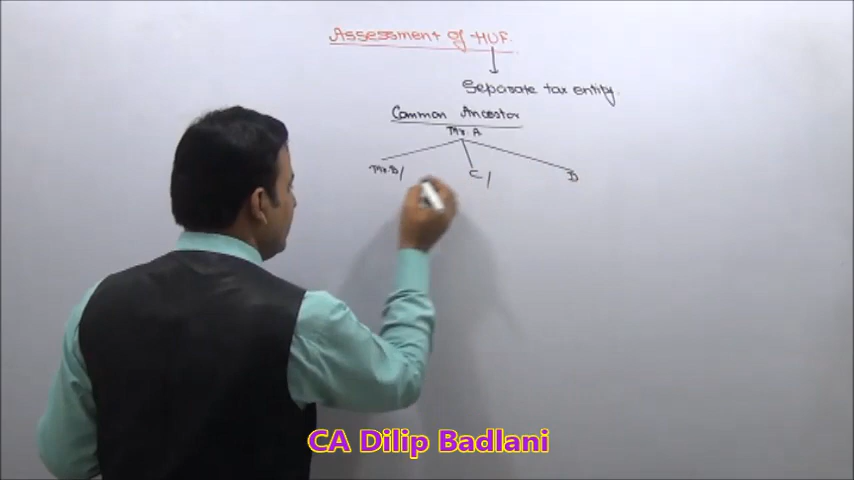 Assessment of HUF.
Separate tax entity.
Common Ancestor
Mr. A
Mr. B/ C/ D
CA Dilip Badlani